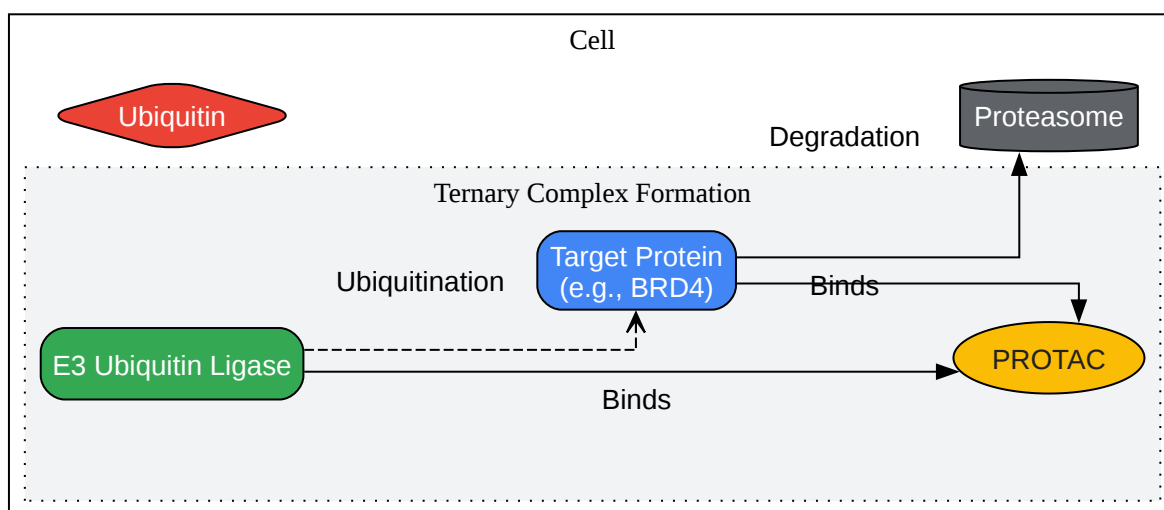 Cell
Ubiquitin
Proteasome
Degradation
Ternary Complex Formation
Target Protein
(e.g., BRD4)
Ubiquitination
Binds
E3 Ubiquitin Ligase
PROTAC
Binds